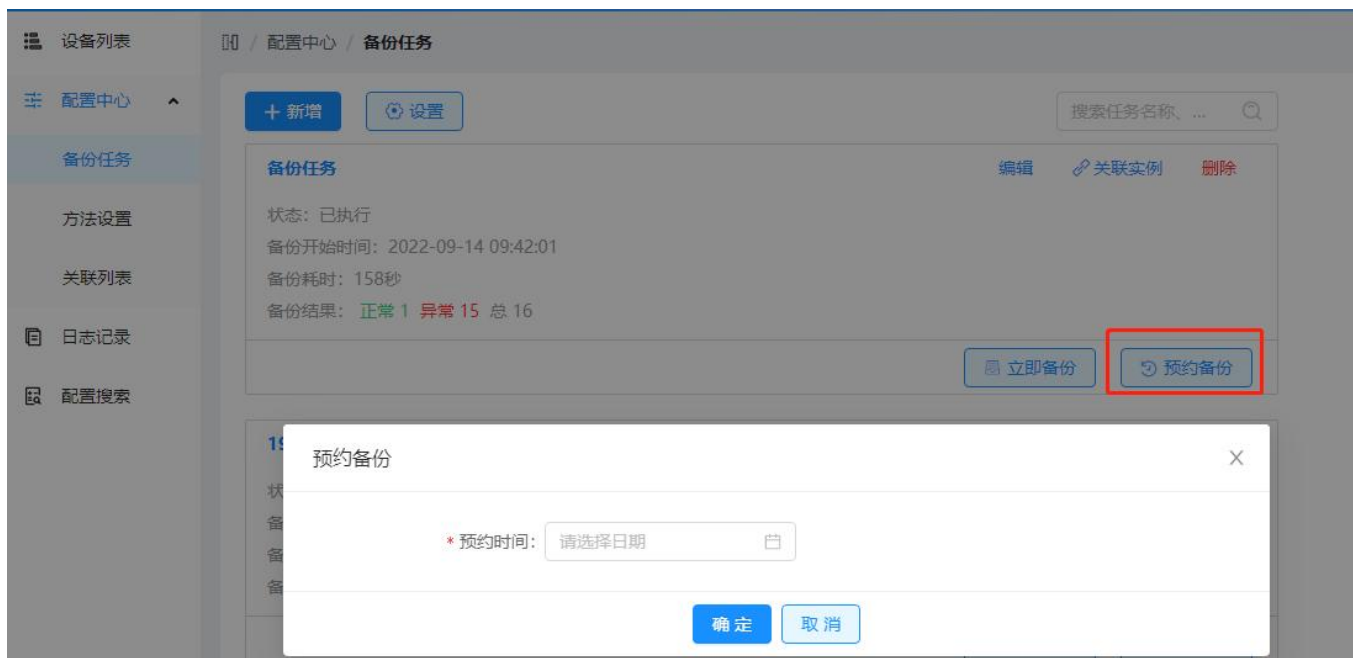 设备列表
/ 配置中心 / 备份任务
配置中心
+ 新增 设置 搜索任务名称、...
备份任务
备份任务 编辑 关联实例 删除
方法设置
状态：已执行
备份开始时间：2022-09-14 09:42:01
关联列表
备份耗时：158秒
备份结果： 正常 1 异常 15 总 16
日志记录
立即备份 预约备份
配置搜索
19
预约备份
状
备
* 预约时间： 请选择日期
备
备
确 定 取 消